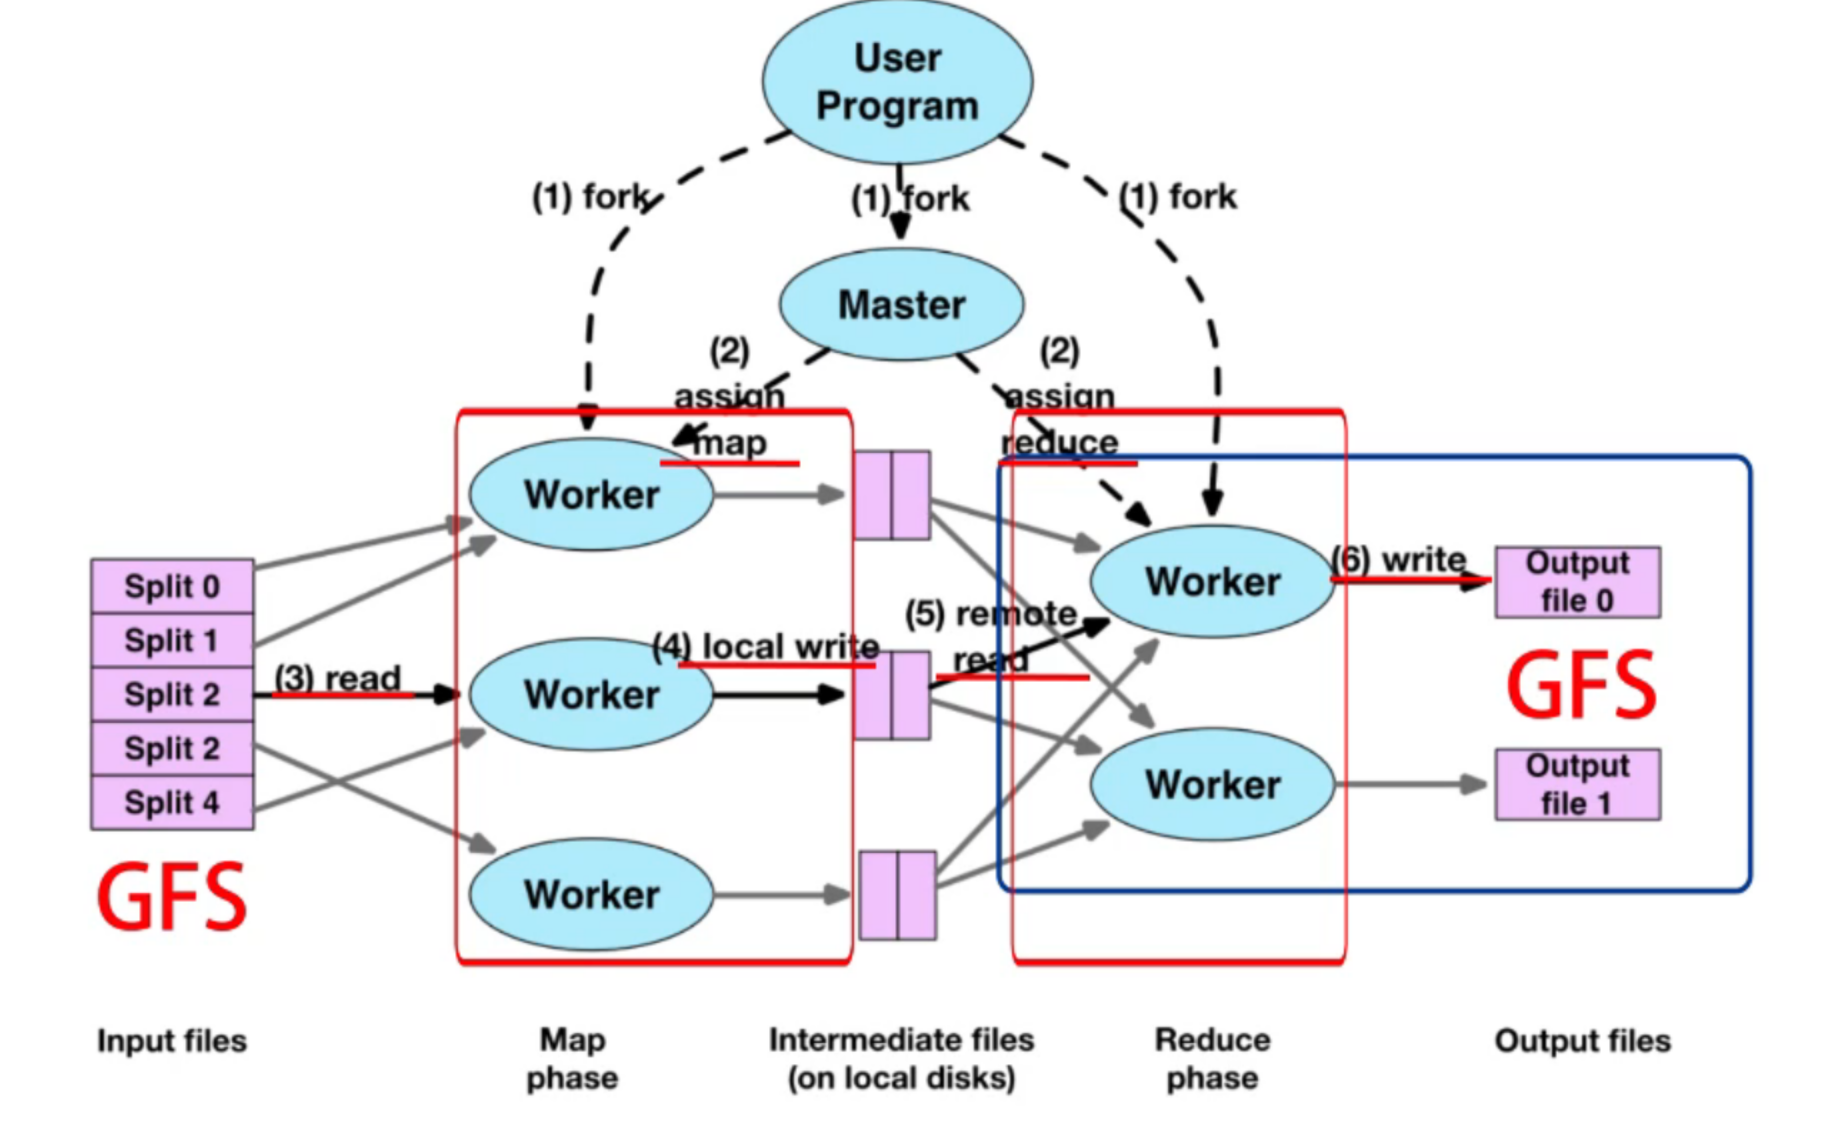 User
Program
(1) fork
(1) fork
(1) fork
Master
(2)
assign
map
(2)
assign
reduce
Worker
Worker
Worker
Split 0
Split 1
Split 2
Split 2
Split 4
(3) read
(4) local write
(5) remote
read
Worker
Worker
(6) write
Output
file 0
GFS
Output
file 1
GFS
Input files
Map
phase
Intermediate files
(on local disks)
Reduce
phase
Output files